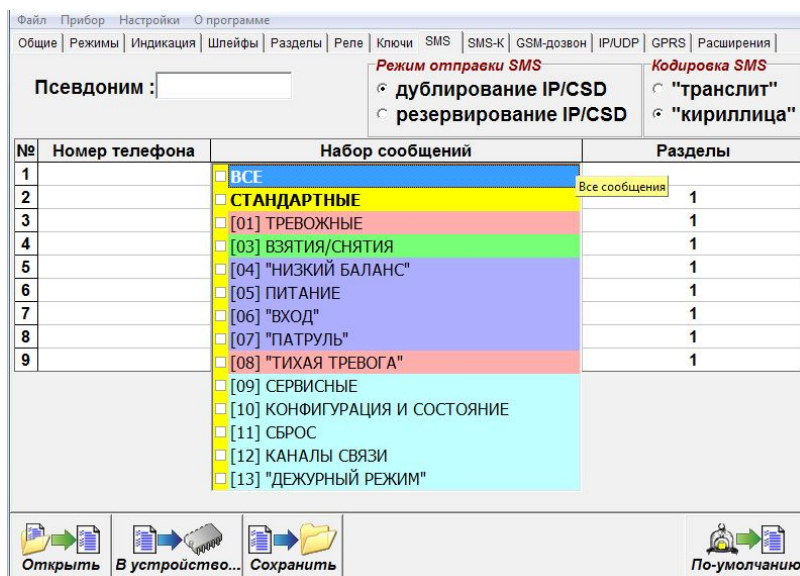 Файл Прибор Настройки О программе
Общие Режимы Индикация Шлейфы Разделы Реле Ключи SMS SMS-K GSM-дозвон IP/UDP GPRS Расширения
Режим отправки SMS
Кодировка SMS
Псевдоним :
дублирование IP/CSD
"транслит"
резервирование IP/CSD
"кириллица"
№ Номер телефона Набор сообщений Разделы
1 ВСЕ
Все сообщения
2 СТАНДАРТНЫЕ 1
3 [01] ТРЕВОЖНЫЕ 1
4 [03] ВЗЯТИЯ/СНЯТИЯ 1
5 [04] "НИЗКИЙ БАЛАНС" 1
6 [05] ПИТАНИЕ 1
7 [06] "ВХОД" 1
8 [07] "ПАТРУЛЬ" 1
9 [08] "ТИХАЯ ТРЕВОГА" 1
[09] СЕРВИСНЫЕ
[10] КОНФИГУРАЦИЯ И СОСТОЯНИЕ
[11] СБРОС
[12] КАНАЛЫ СВЯЗИ
[13] "ДЕЖУРНЫЙ РЕЖИМ"
Открыть В устройство... Сохранить По-умолчанию